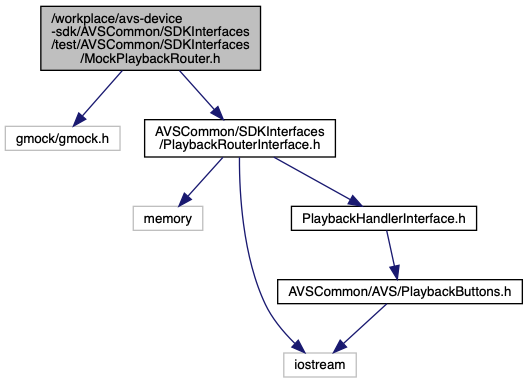 /workplace/avs-device
-sdk/AVSCommon/SDKInterfaces
/test/AVSCommon/SDKInterfaces
/MockPlaybackRouter.h
gmock/gmock.h
AVSCommon/SDKInterfaces
/PlaybackRouterInterface.h
memory
PlaybackHandlerInterface.h
AVSCommon/AVS/PlaybackButtons.h
iostream